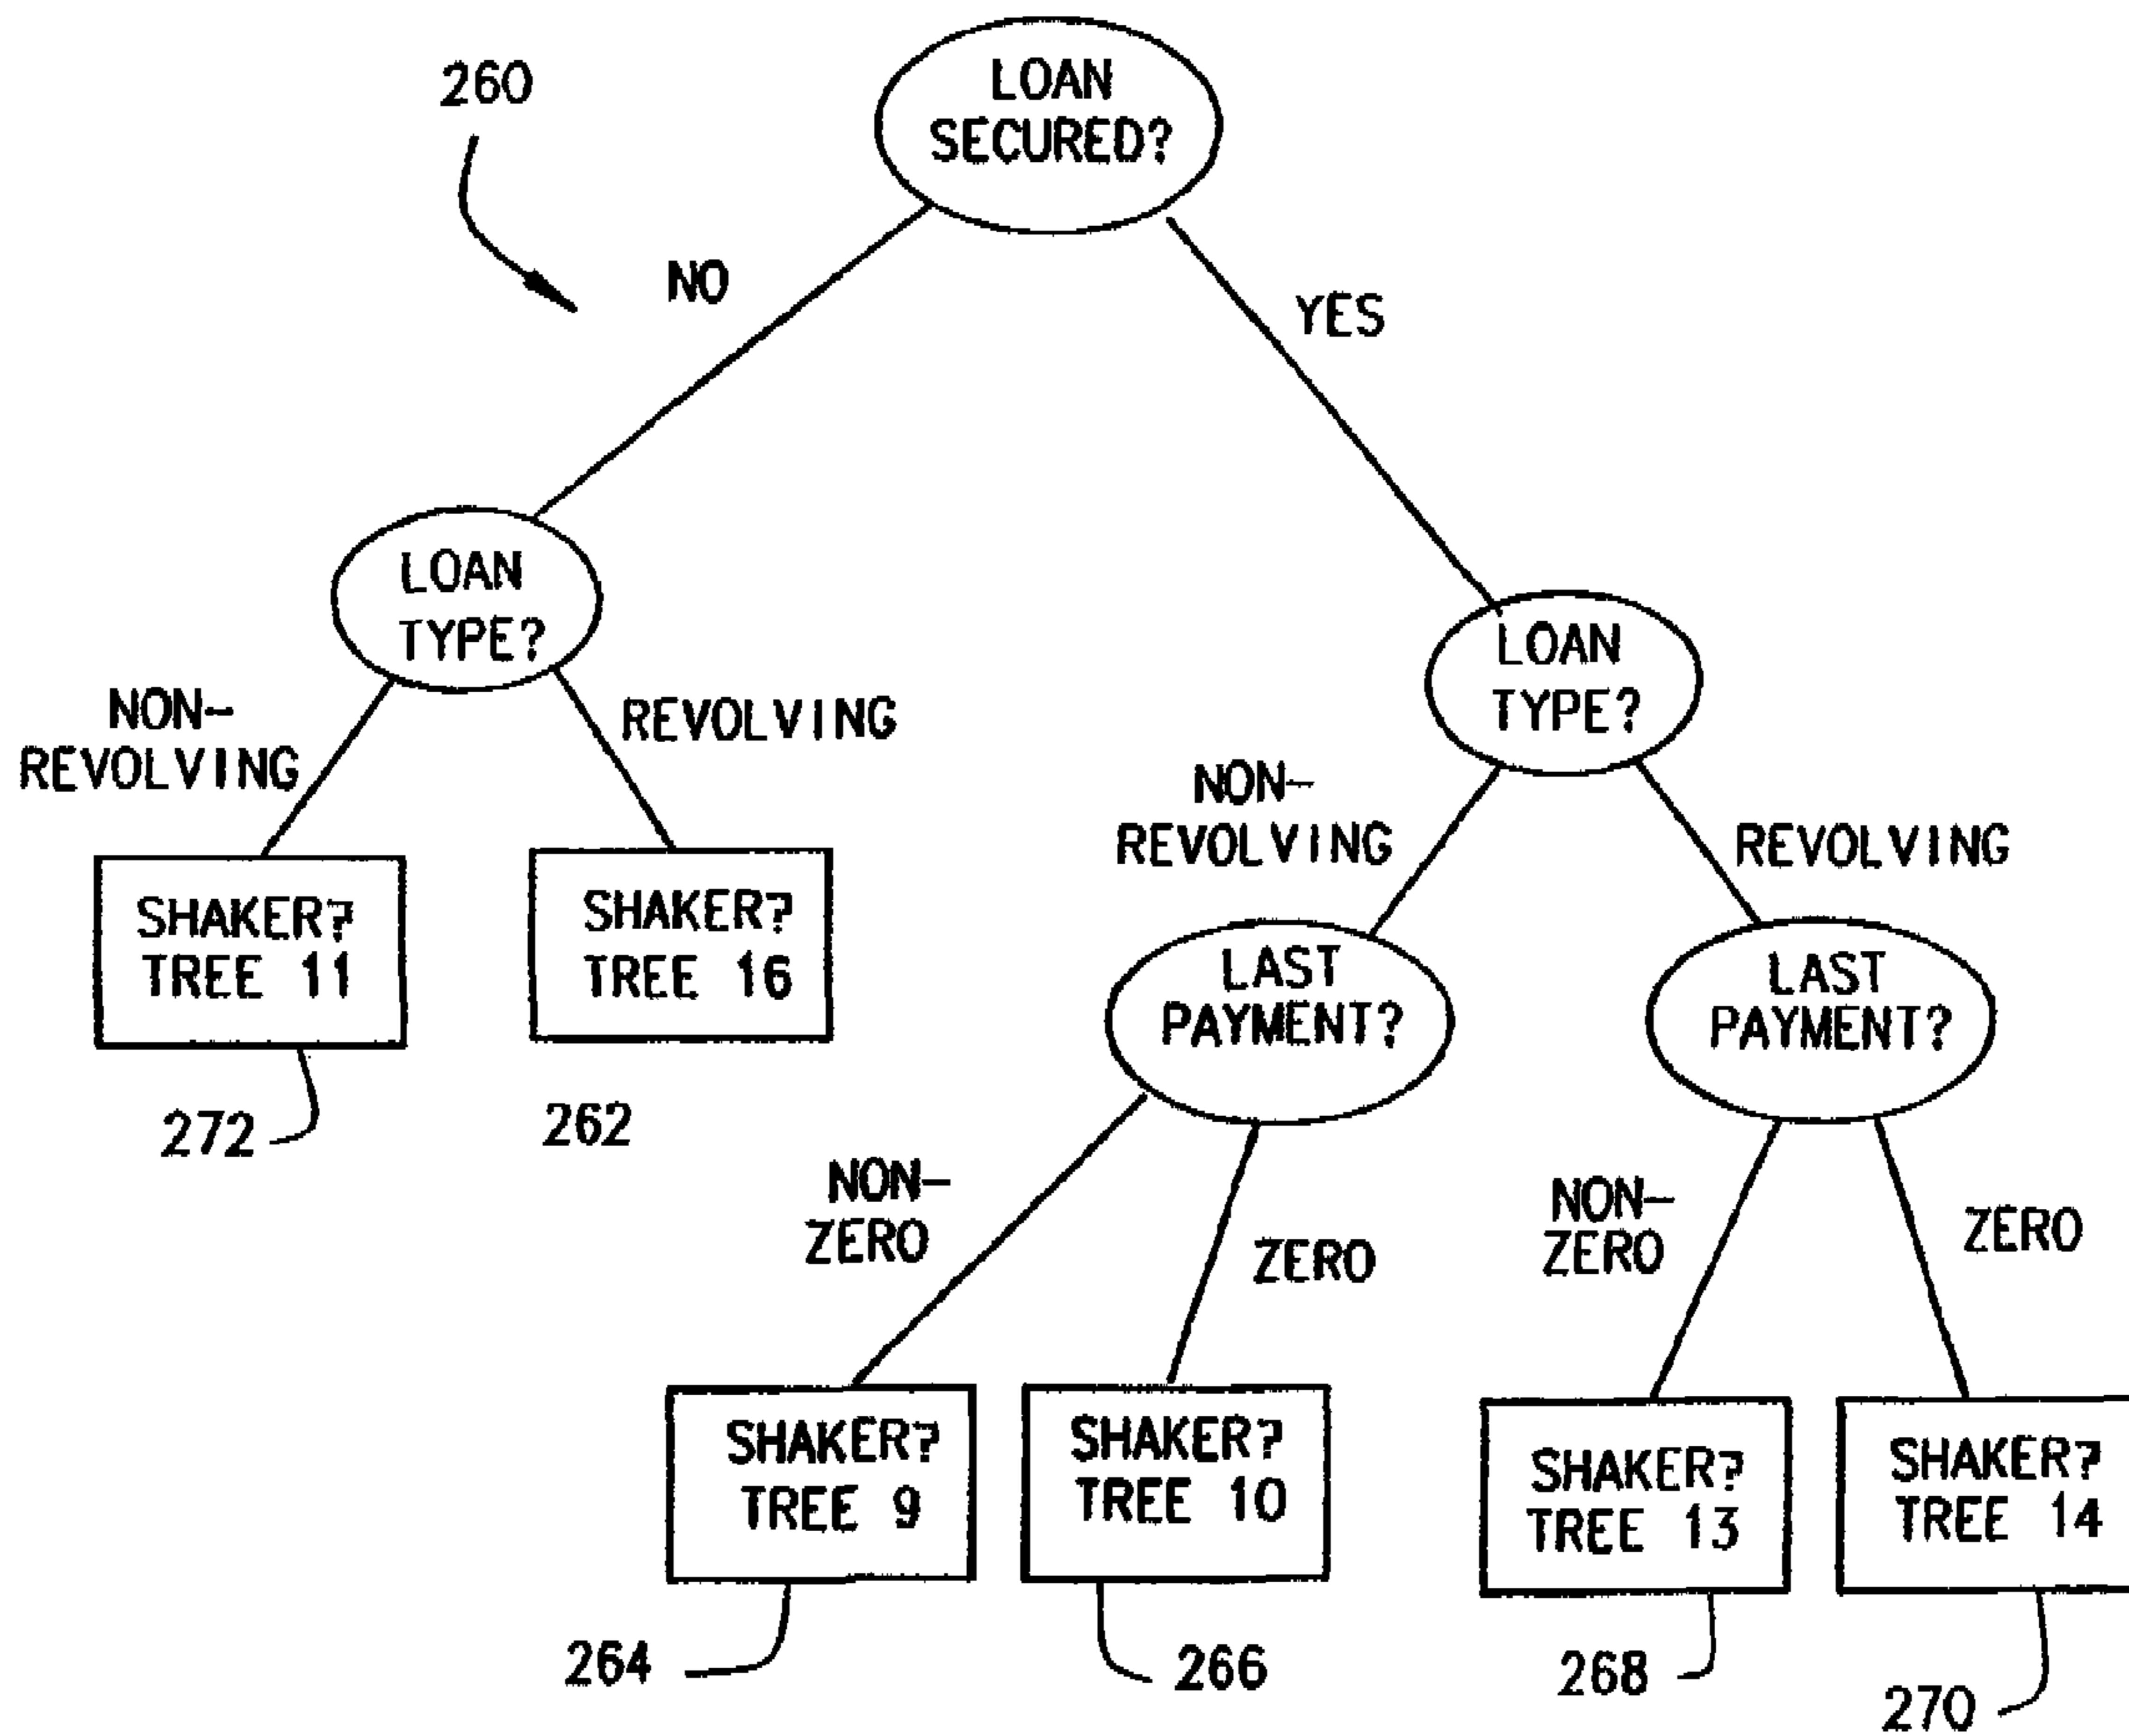 260
LOAN
SECURED?
NO
YES
LOAN
TYPE?
LOAN
TYPE?
NON-
REVOLVING
REVOLVING
NON-
REVOLVING
REVOLVING
SHAKER?
TREE 11
SHAKER?
TREE 16
LAST
PAYMENT?
LAST
PAYMENT?
272
262
NON-
ZERO
ZERO
NON-
ZERO
ZERO
SHAKER?
TREE 9
SHAKER?
TREE 10
SHAKER?
TREE 13
SHAKER?
TREE 14
264
266
268
270